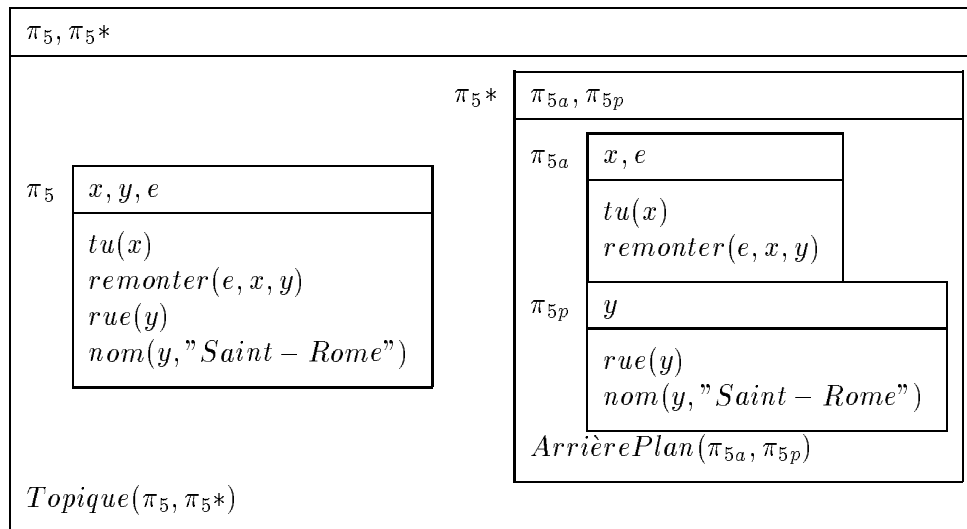 π₅, π₅*
π₅* π₅ₐ, π₅ₚ
π₅ₐ x, e
tu(x)
remonter(e, x, y)
π₅ₚ y
rue(y)
nom(y, "Saint – Rome")
ArrièrePlan(π₅ₐ, π₅ₚ)
π₅ x, y, e
tu(x)
remonter(e, x, y)
rue(y)
nom(y, "Saint – Rome")
Topique(π₅, π₅*)